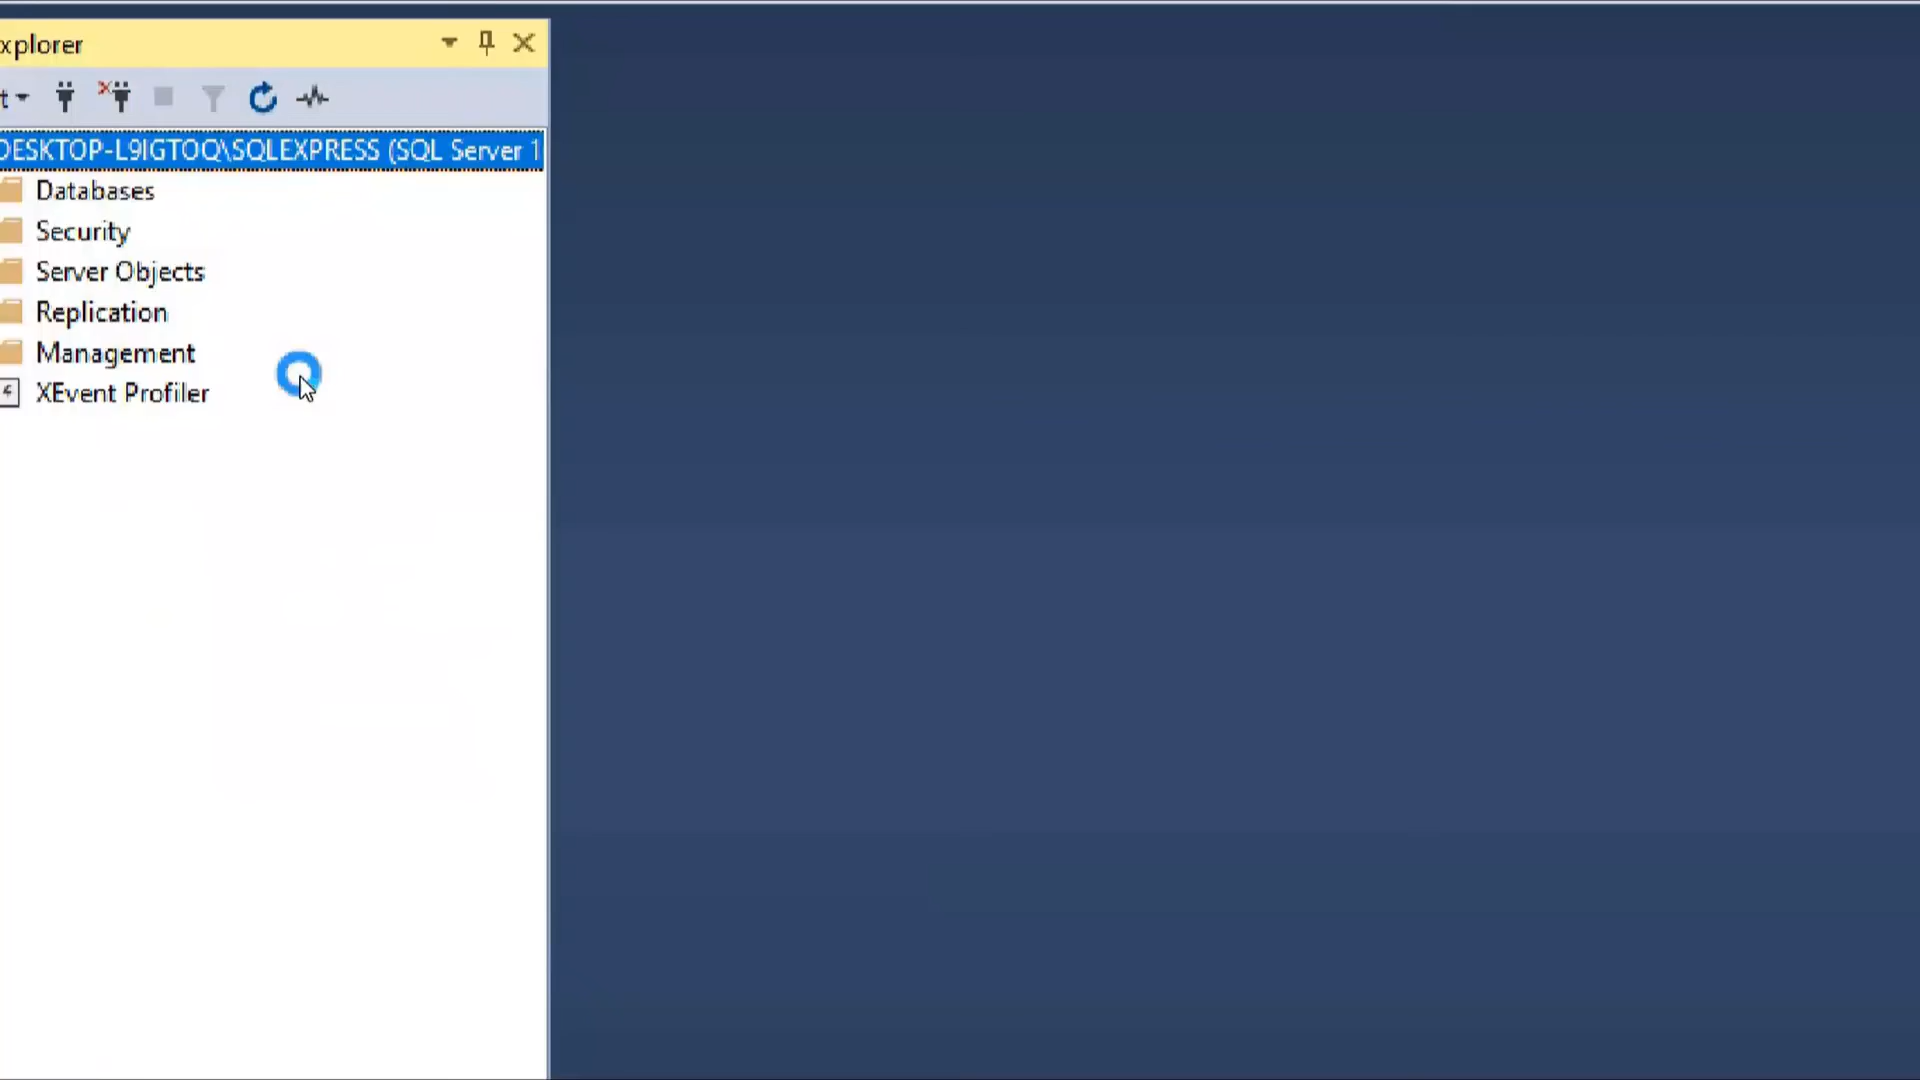 xplorer
t
DESKTOP-L9IGTOQ\SQLEXPRESS (SQL Server 1
Databases
Security
Server Objects
Replication
Management
XEvent Profiler